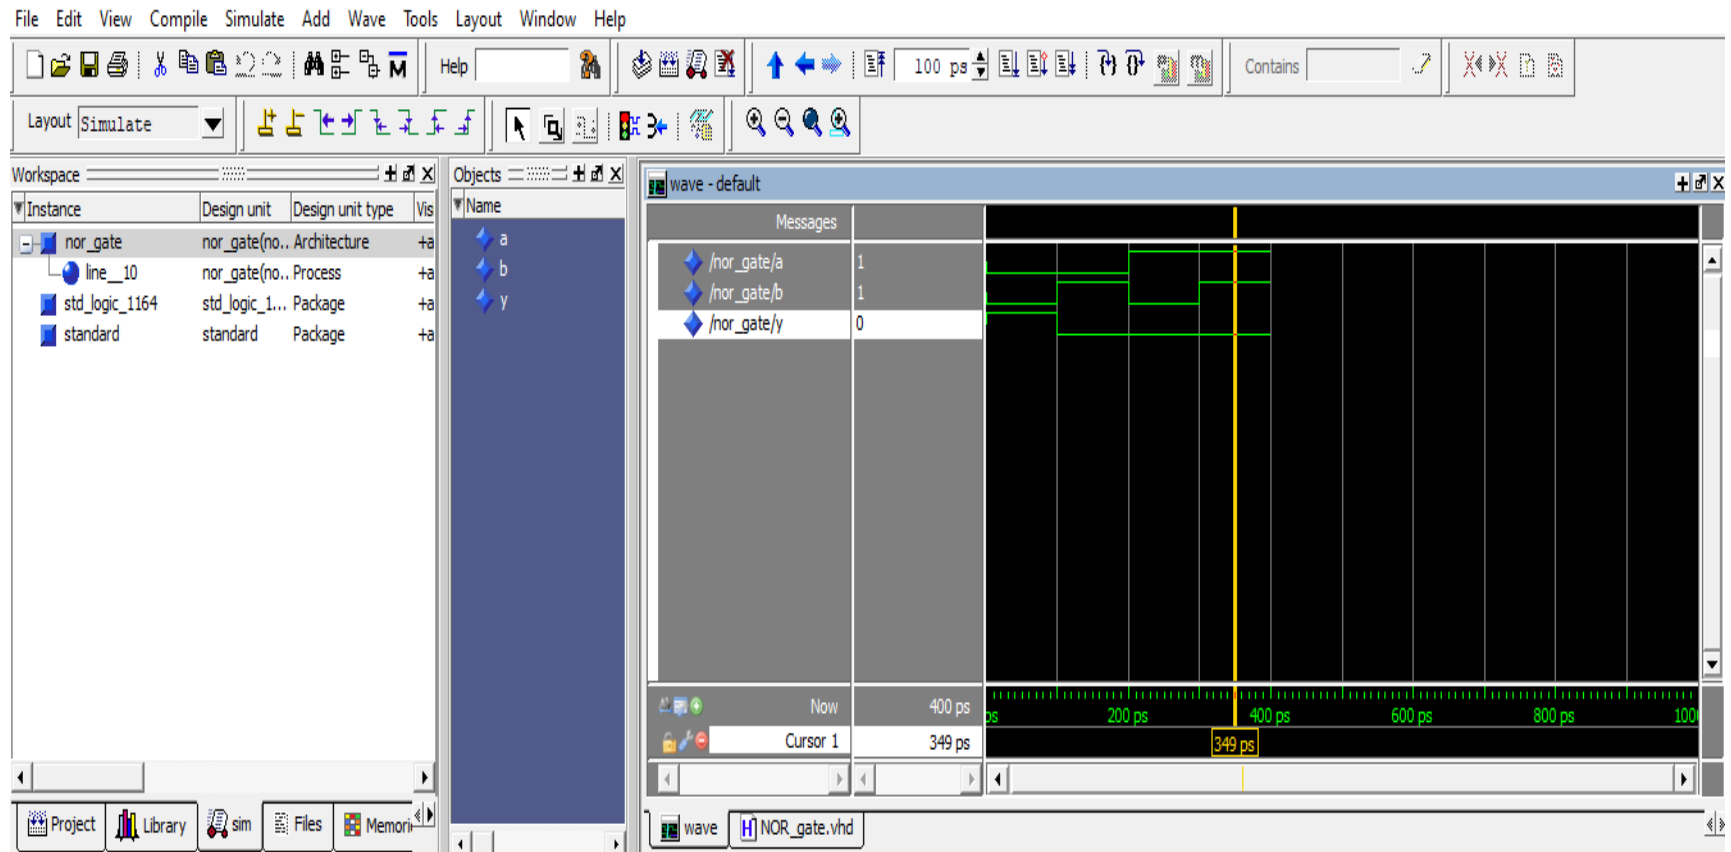 File Edit View Compile Simulate Add Wave Tools Layout Window Help
Help
100 ps
Contains
Layout Simulate
Workspace
Instance Design unit Design unit type Vis
nor_gate nor_gate(no... Architecture +a
line__10 nor_gate(no... Process +a
std_logic_1164 std_logic_1... Package +a
standard standard Package +a
Project Library sim Files Memori
Objects
Name
a
b
y
wave - default
Messages
/nor_gate/a 1
/nor_gate/b 1
/nor_gate/y 0
Now 400 ps
ps 200 ps 400 ps 600 ps 800 ps 100
Cursor 1 349 ps
349 ps
wave NOR_gate.vhd